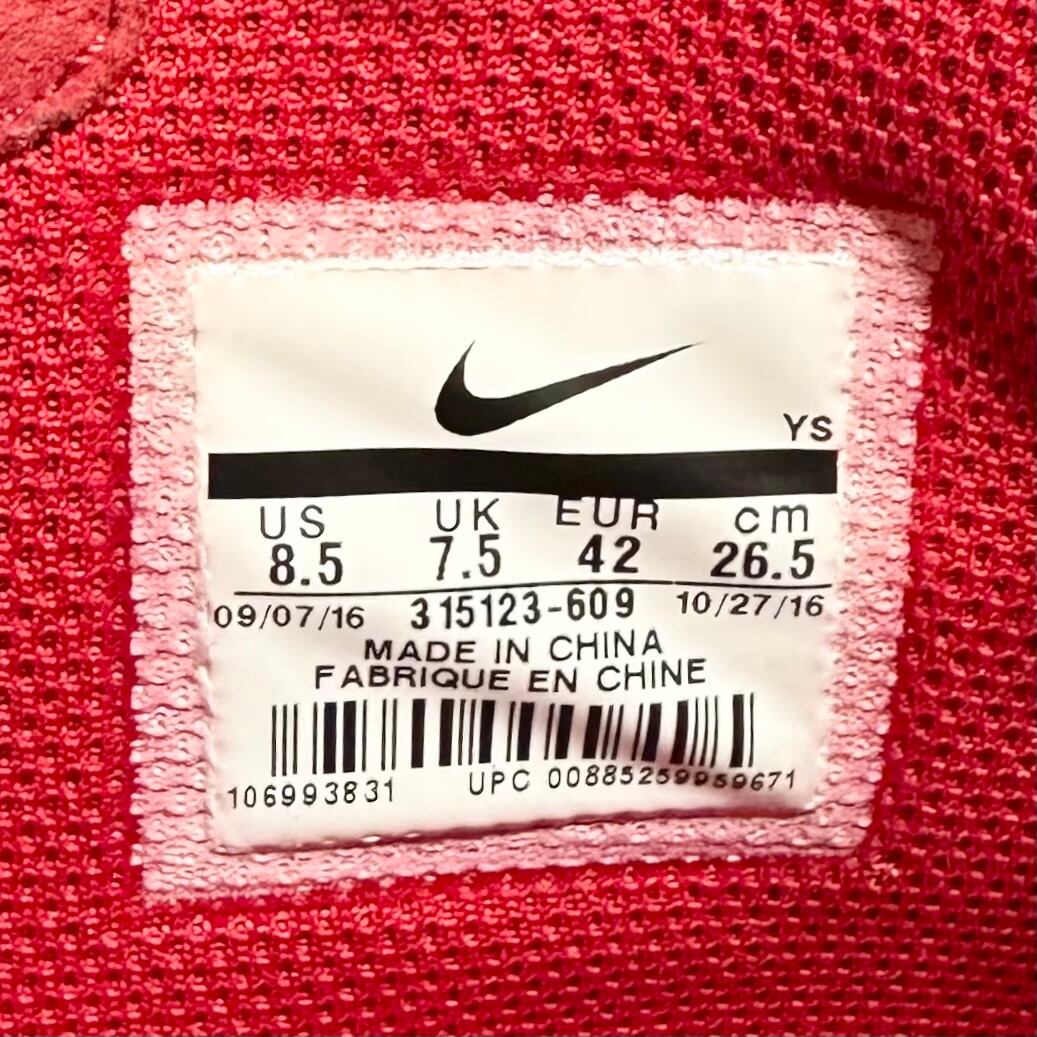 YS
US UK EUR cm
8.5 7.5 42 26.5
09/07/16 315123-609 10/27/16
MADE IN CHINA
FABRIQUE EN CHINE
106993831 UPC 00885259959671